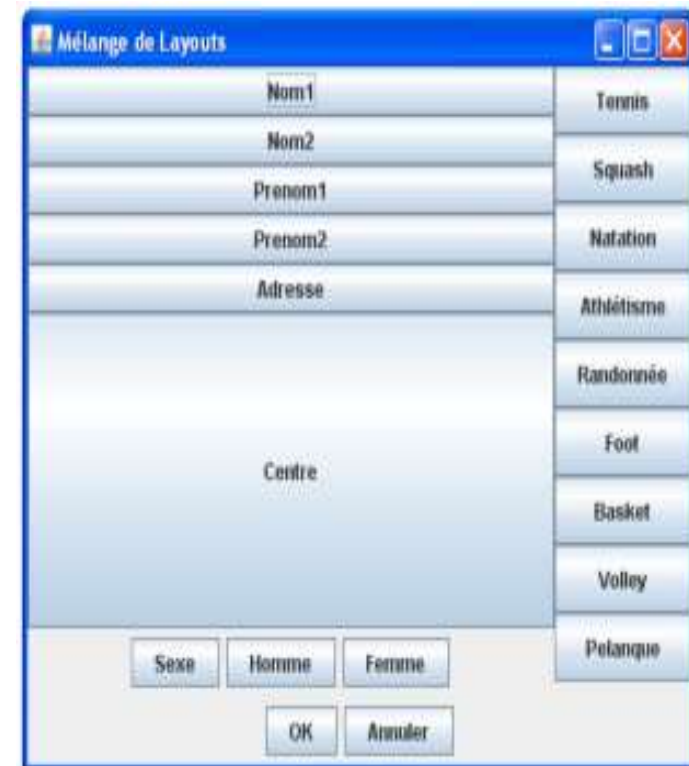 Mélange de Layouts
Nom1
Nom2
Prenom1
Prenom2
Adresse
Centre
Tennis
Squash
Natation
Athlétisme
Randonnée
Foot
Basket
Volley
Pelanque
Sexe Homme Femme
OK Annuler